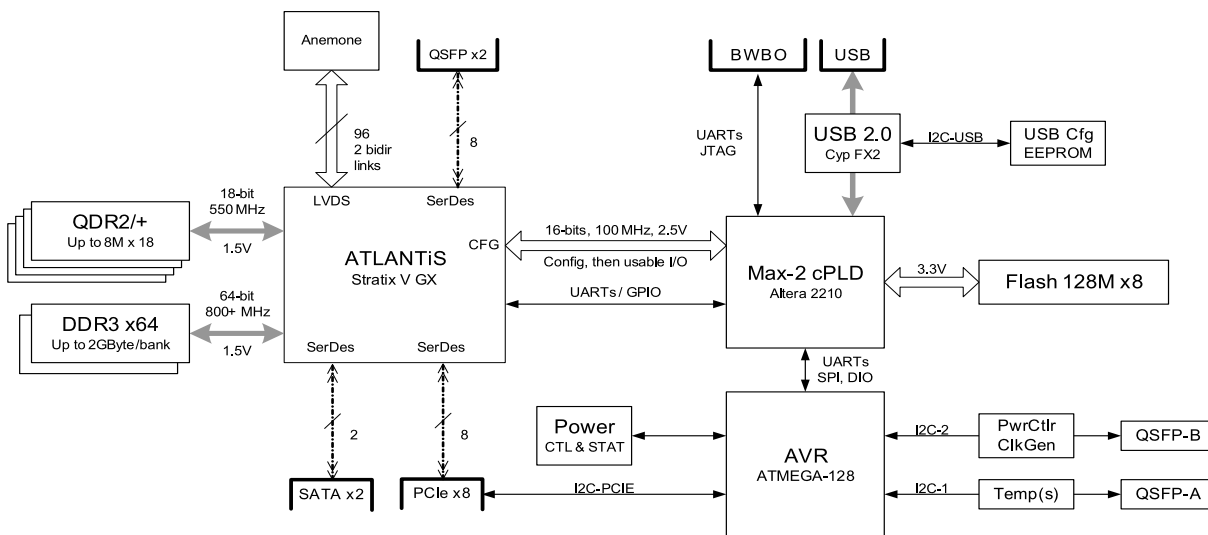 Anemone
QSFP x2
BWBO
USB
96
2 bidir
links
8
UARTs
JTAG
USB 2.0
Cyp FX2
I2C-USB
USB Cfg
EEPROM
QDR2/+
Up to 8M x 18
18-bit
550 MHz
1.5V
LVDS
SerDes
CFG
ATLANTiS
Stratix V GX
16-bits, 100 MHz, 2.5V
Config, then usable I/O
UARTs / GPIO
Max-2 cPLD
Altera 2210
3.3V
Flash 128M x8
DDR3 x64
Up to 2GByte/bank
64-bit
800+ MHz
1.5V
SerDes
SerDes
2
8
UARTs
SPI, DIO
Power
CTL & STAT
AVR
ATMEGA-128
I2C-2
PwrCtlr
ClkGen
QSFP-B
SATA x2
PCIe x8
I2C-PCIE
I2C-1
Temp(s)
QSFP-A